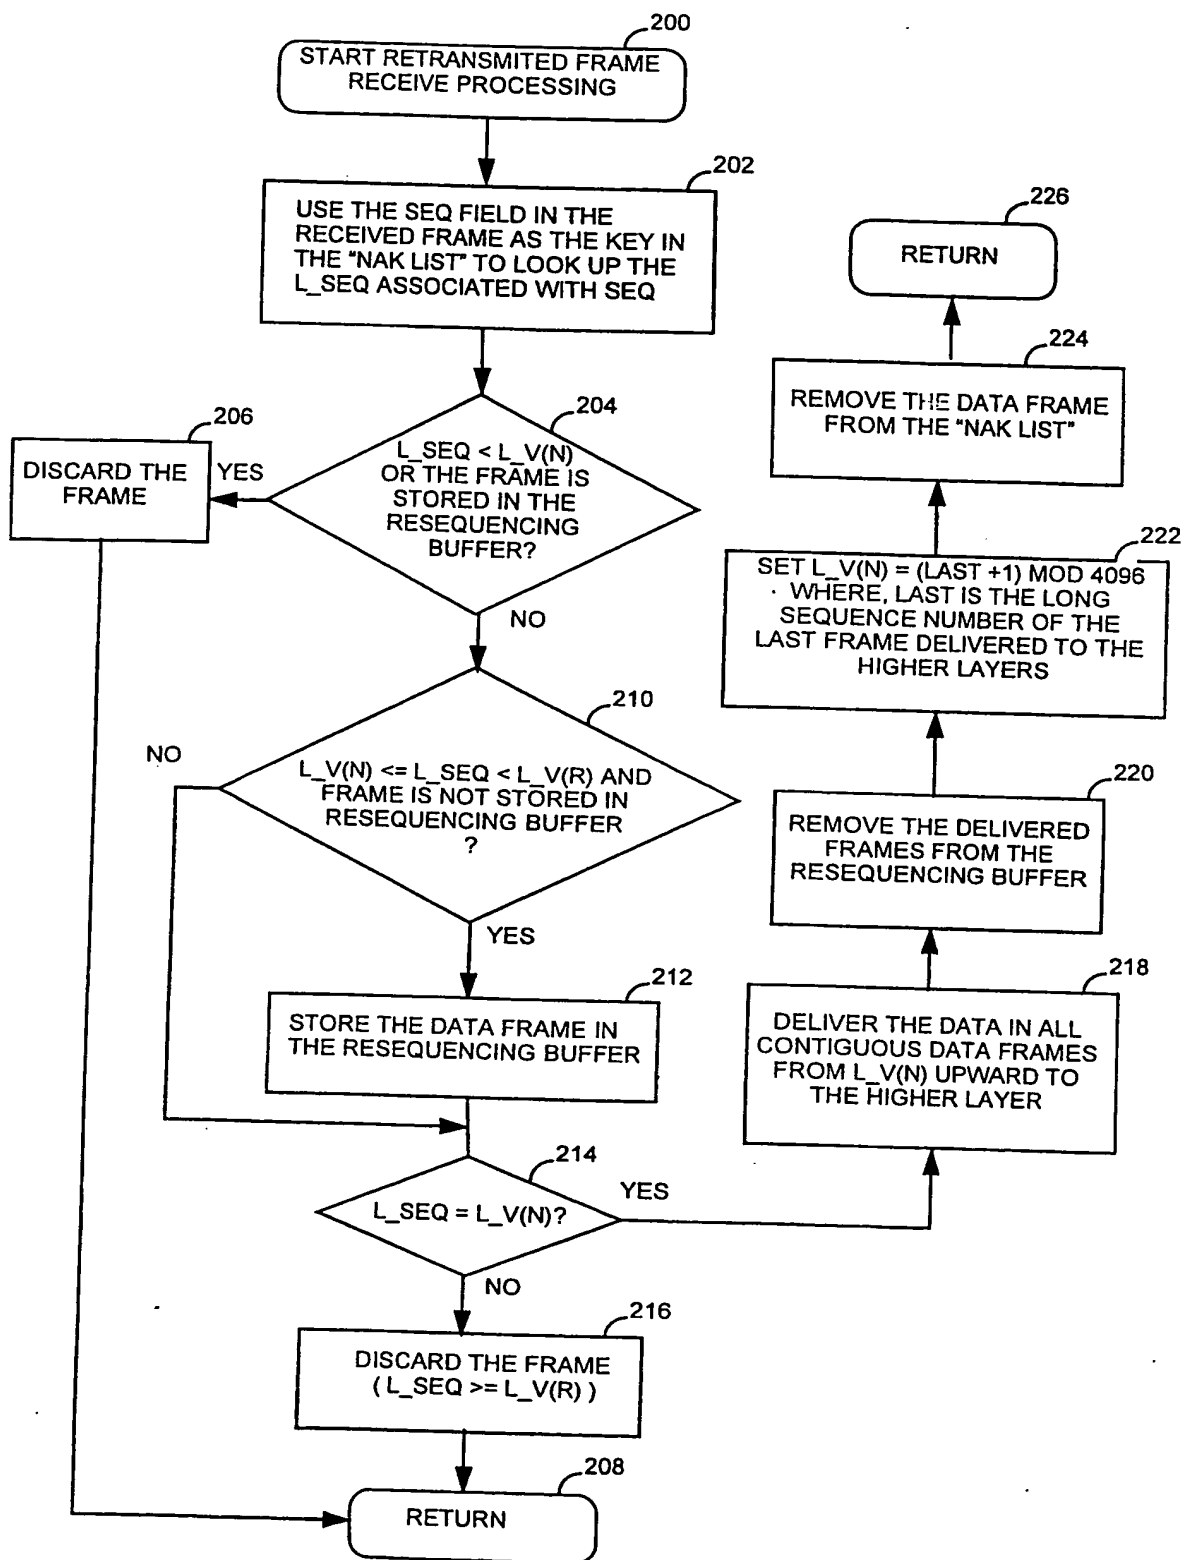 200
START RETRANSMITED FRAME
RECEIVE PROCESSING
202
USE THE SEQ FIELD IN THE
RECEIVED FRAME AS THE KEY IN
THE "NAK LIST" TO LOOK UP THE
L_SEQ ASSOCIATED WITH SEQ
204
L_SEQ < L_V(N)
OR THE FRAME IS
STORED IN THE
RESEQUENCING
BUFFER?
YES
206
DISCARD THE
FRAME
NO
210
L_V(N) <= L_SEQ < L_V(R) AND
FRAME IS NOT STORED IN
RESEQUENCING BUFFER
?
NO
YES
212
STORE THE DATA FRAME IN
THE RESEQUENCING BUFFER
214
L_SEQ = L_V(N)?
YES
NO
216
DISCARD THE FRAME
( L_SEQ >= L_V(R) )
208
RETURN
218
DELIVER THE DATA IN ALL
CONTIGUOUS DATA FRAMES
FROM L_V(N) UPWARD TO
THE HIGHER LAYER
220
REMOVE THE DELIVERED
FRAMES FROM THE
RESEQUENCING BUFFER
222
SET L_V(N) = (LAST +1) MOD 4096
WHERE, LAST IS THE LONG
SEQUENCE NUMBER OF THE
LAST FRAME DELIVERED TO THE
HIGHER LAYERS
224
REMOVE THE DATA FRAME
FROM THE "NAK LIST"
226
RETURN